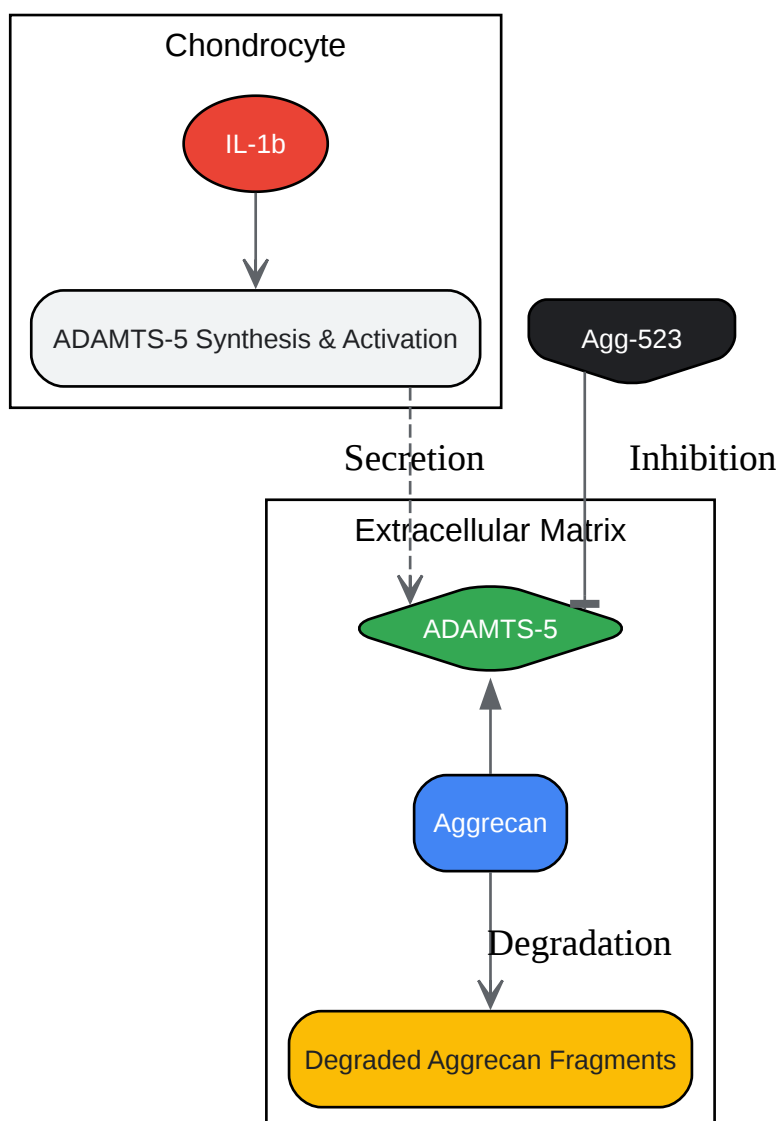 Chondrocyte
IL-1b
ADAMTS-5 Synthesis & Activation
Agg-523
Secretion
Inhibition
Extracellular Matrix
ADAMTS-5
Aggrecan
Degradation
Degraded Aggrecan Fragments